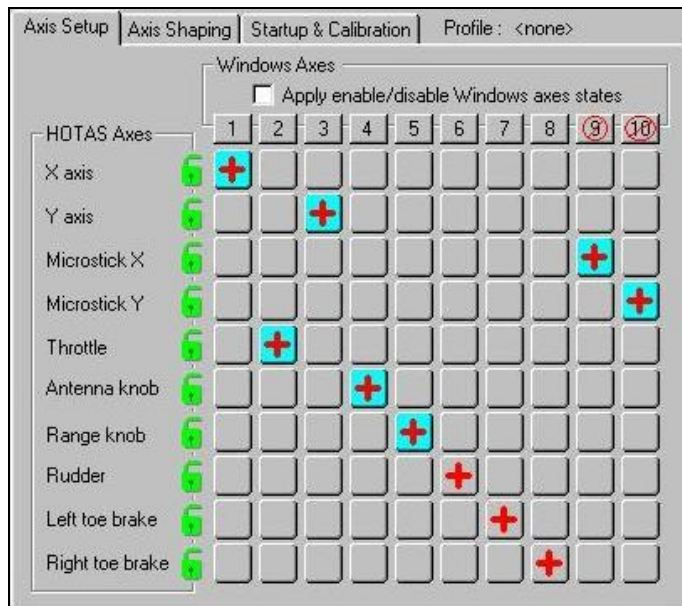 Axis Setup Axis Shaping Startup & Calibration Profile : <none>
Windows Axes
Apply enable/disable Windows axes states
HOTAS Axes 1 2 3 4 5 6 7 8 9 10
X axis
Y axis
Microstick X
Microstick Y
Throttle
Antenna knob
Range knob
Rudder
Left toe brake
Right toe brake